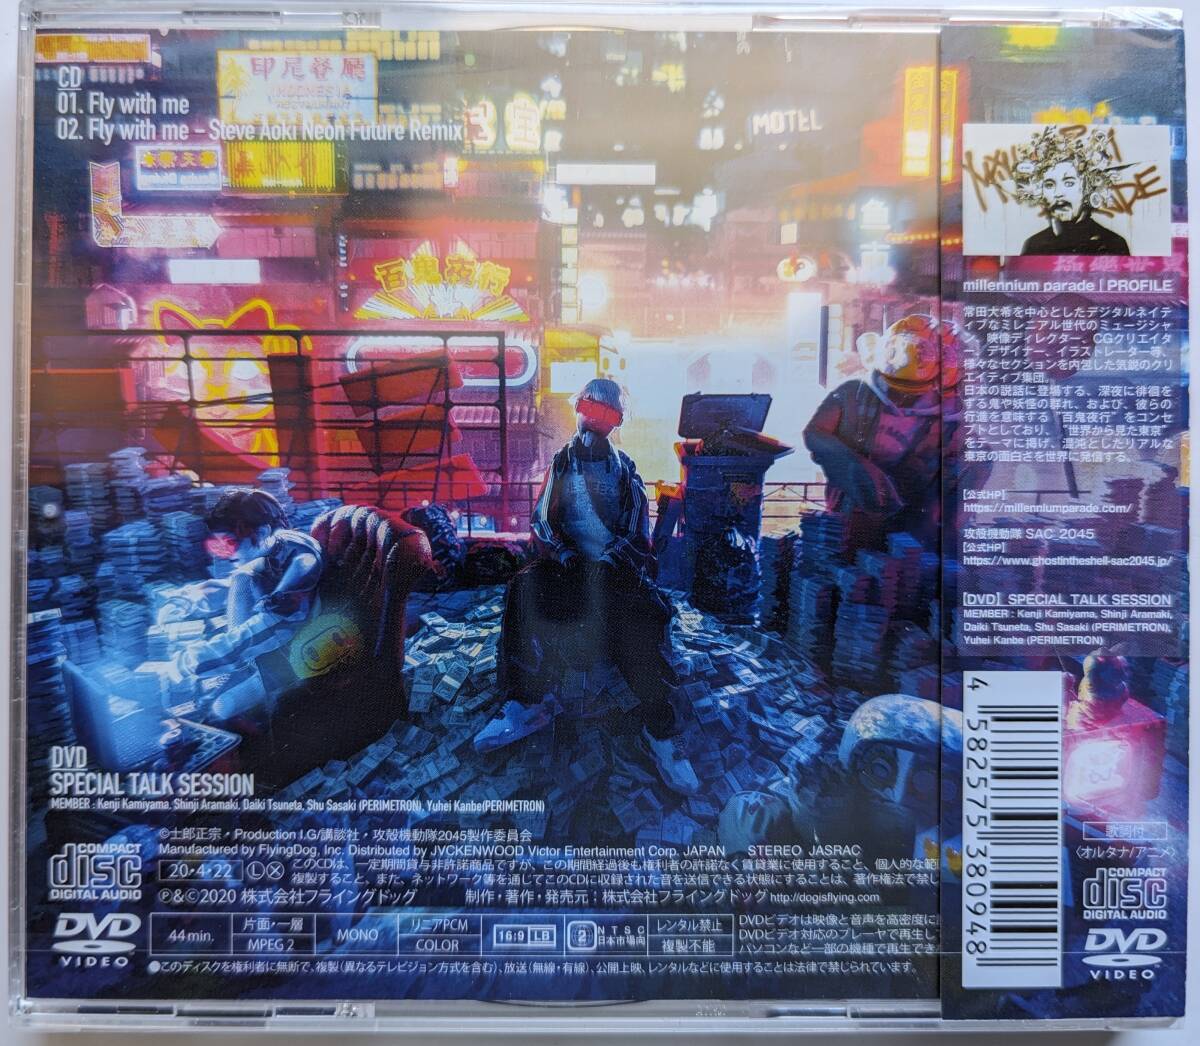 CD
01. Fly with me
02. Fly with me – Steve Aoki Neon Future Remix
印尼餐廳
INDONESIA
RESTAURANT
MOTEL
百鬼夜行
millennium parade | PROFILE
常田大希を中心としたデジタルネイテ
ィブなミレニアル世代のミュージシャ
ン、映像ディレクター、CGクリエイタ
ー、デザイナー、イラストレーター等、
様々なセクションを内包した気鋭のクリ
エイティブ集団。
日本の説話に登場する、深夜に徘徊を
する鬼や妖怪の群れ、および、彼らの
行進を意味する"百鬼夜行"をコンセ
プトとしており、"世界から見た東京"
をテーマに掲げ、混沌としたリアルな
東京の面白さを世界に発信する。
【公式HP】
https://millenniumparade.com/
攻殻機動隊 SAC_2045
【公式HP】
https://www.ghostintheshell-sac2045.jp/
【DVD】SPECIAL TALK SESSION
MEMBER : Kenji Kamiyama, Shinji Aramaki,
Daiki Tsuneta, Shu Sasaki (PERIMETRON),
Yuhei Kanbe (PERIMETRON)
4 582575 380948
歌詞付
〈オルタナ/アニメ〉
COMPACT
disc
DIGITAL AUDIO
DVD
VIDEO
DVD
SPECIAL TALK SESSION
MEMBER : Kenji Kamiyama, Shinji Aramaki, Daiki Tsuneta, Shu Sasaki (PERIMETRON), Yuhei Kanbe(PERIMETRON)
©士郎正宗・Production I.G/講談社・攻殻機動隊2045製作委員会
Manufactured by FlyingDog, Inc. Distributed by JVCKENWOOD Victor Entertainment Corp. JAPAN STEREO JASRAC
COMPACT
disc
DIGITAL AUDIO
20・4・22 Ⓛ Ⓧ このCDは、一定期間貸与非許諾商品ですが、この期間経過後も権利者の許諾なく賃貸業に使用すること、個人的な範
複製すること、また、ネットワーク等を通じてこのCDに収録された音を送信できる状態にすることは、著作権法で禁じ
Ⓟ&©2020 株式会社フライングドッグ 制作・著作・発売元:株式会社フライングドッグ http://dogisflying.com
DVD
VIDEO
44 min. 片面・一層 MPEG 2 MONO リニアPCM COLOR 16:9 LB 2 NTSC 日本市場向 レンタル禁止 複製不能
DVDビデオは映像と音声を高密度に
DVDビデオ対応のプレーヤで再生し
パソコンなど一部の機種で再生でき
●このディスクを権利者に無断で、複製(異なるテレビジョン方式を含む)、放送(無線・有線)、公開上映、レンタルなどに使用することは法律で禁じられています。